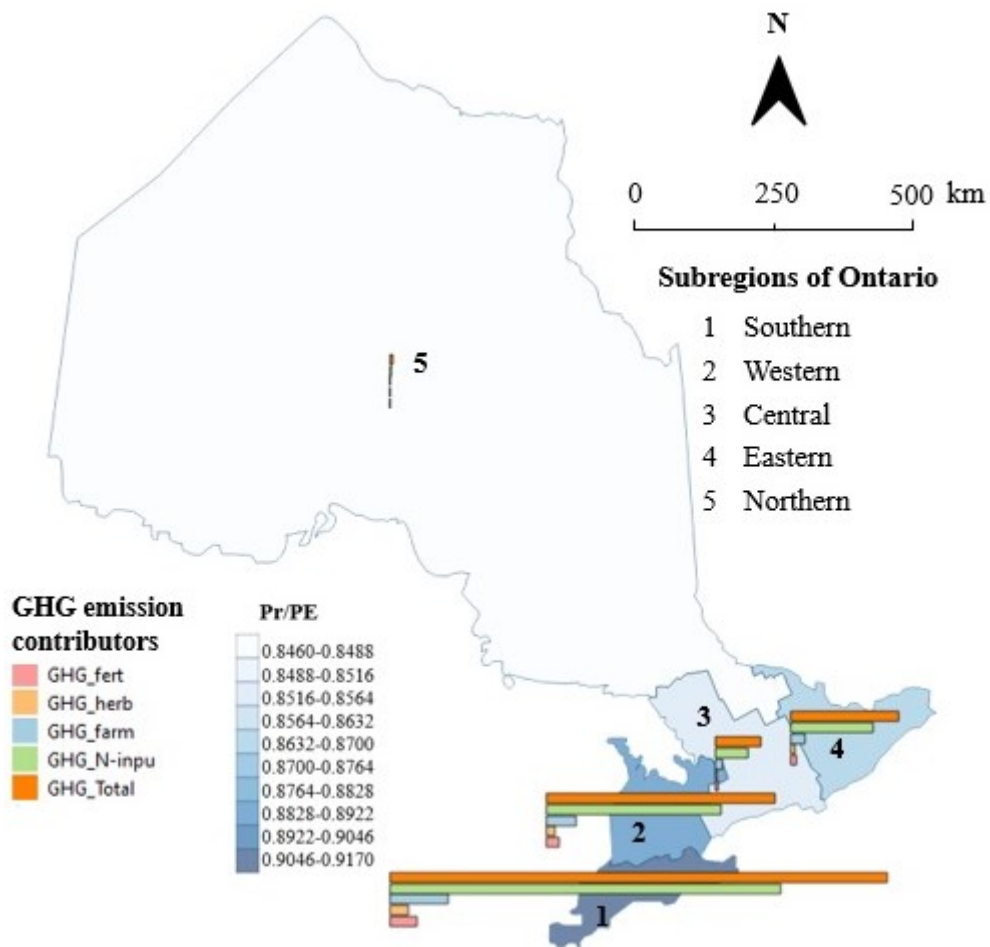 N
0 250 500 km
Subregions of Ontario
1 Southern
2 Western
3 Central
4 Eastern
5 Northern
5
GHG emission
contributors
GHG_fert
GHG_herb
GHG_farm
GHG_N-inpu
GHG_Total
Pr/PE
0.8460-0.8488
0.8488-0.8516
0.8516-0.8564
0.8564-0.8632
0.8632-0.8700
0.8700-0.8764
0.8764-0.8828
0.8828-0.8922
0.8922-0.9046
0.9046-0.9170
3
4
2
1